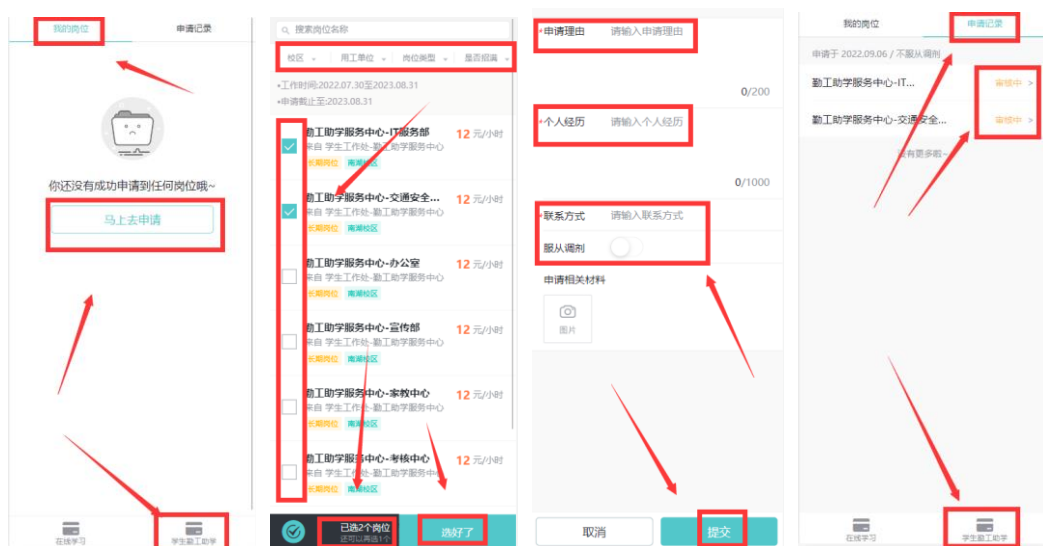 我的岗位
申请记录
你还没有成功申请到任何岗位哦~
马上去申请
在线学习
学生勤工助学
搜索岗位名称
校区
用工单位
岗位类型
是否招满
•工作时间:2022.07.30至2023.08.31
•申请截止至:2023.08.31
勤工助学服务中心-IT服务部
12 元/小时
来自 学生工作处-勤工助学服务中心
长期岗位 南湖校区
勤工助学服务中心-交通安全...
12 元/小时
来自 学生工作处-勤工助学服务中心
长期岗位 南湖校区
勤工助学服务中心-办公室
12 元/小时
来自 学生工作处-勤工助学服务中心
长期岗位 南湖校区
勤工助学服务中心-宣传部
12 元/小时
来自 学生工作处-勤工助学服务中心
长期岗位 南湖校区
勤工助学服务中心-家教中心
12 元/小时
来自 学生工作处-勤工助学服务中心
长期岗位 南湖校区
勤工助学服务中心-考核中心
12 元/小时
来自 学生工作处-勤工助学服务中心
长期岗位 南湖校区
已选2个岗位
还可以再选1个
选好了
*申请理由 请输入申请理由
0/200
*个人经历 请输入个人经历
0/1000
*联系方式 请输入联系方式
服从调剂
申请相关材料
图片
取消
提交
我的岗位
申请记录
申请于 2022.09.06 / 不服从调剂
勤工助学服务中心-IT...
审核中 >
勤工助学服务中心-交通安全...
审核中 >
没有更多啦~
在线学习
学生勤工助学